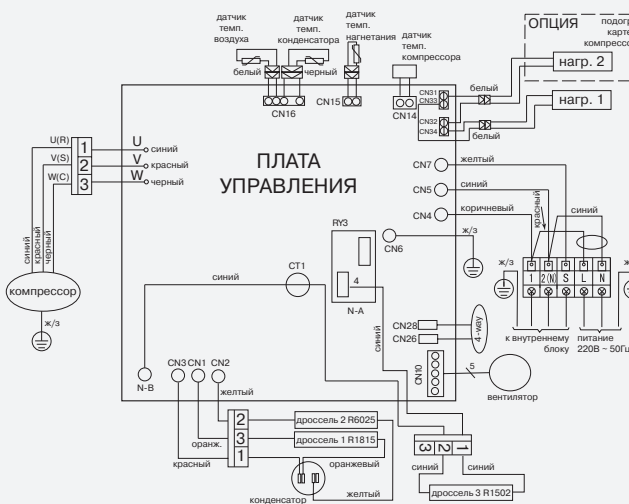 датчик
темп.
воздуха
датчик
темп.
конденсатора
датчик
темп.
нагнетания
датчик
темп.
компрессора
ОПЦИЯ
нагр. 2
нагр. 1
белый
черный
CN16
CN15
CN14
CN31
CN33
CN32
CN34
белый
белый
U(R)
V(S)
W(C)
1
2
3
U
V
W
синий
красный
черный
ПЛАТА
УПРАВЛЕНИЯ
CN7
желтый
CN5
синий
CN4
коричневый
красный
синий
RY3
4
N-A
CN6
ж/з
синий
красный
черный
компрессор
ж/з
синий
CT1
ж/з
1
2(N)
S
L
N
к внутреннему
блоку
питание
220В ~ 50Гц
синий
CN28
CN26
4-way
CN10
5
вентилятор
N-B
CN3
CN1
CN2
желтый
оранж.
красный
2
3
1
дроссель 2 R6025
дроссель 1 R1815
оранжевый
желтый
конденсатор
3
2
1
синий
синий
дроссель 3 R1502